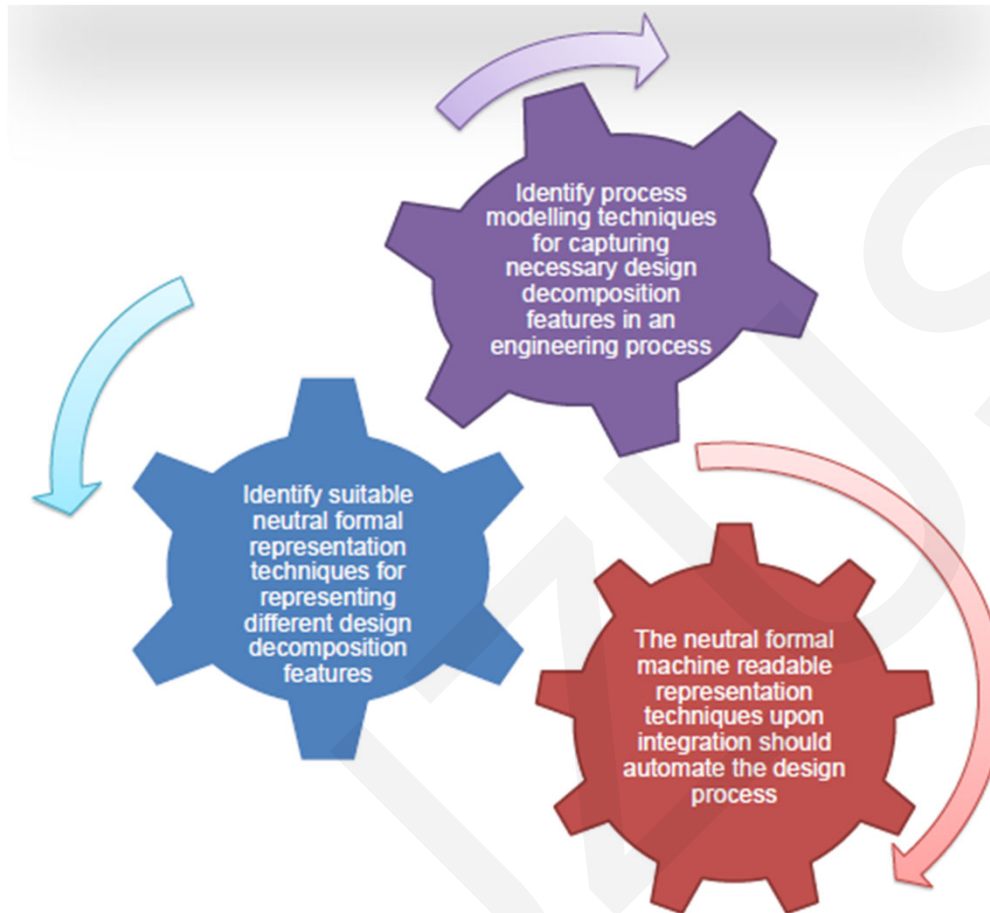 Identify process
modelling techniques
for capturing
necessary design
decomposition
features in an
engineering process
Identify suitable
neutral formal
representation
techniques for
representing
different design
decomposition
features
The neutral formal
machine readable
representation
techniques upon
integration should
automate the design
process